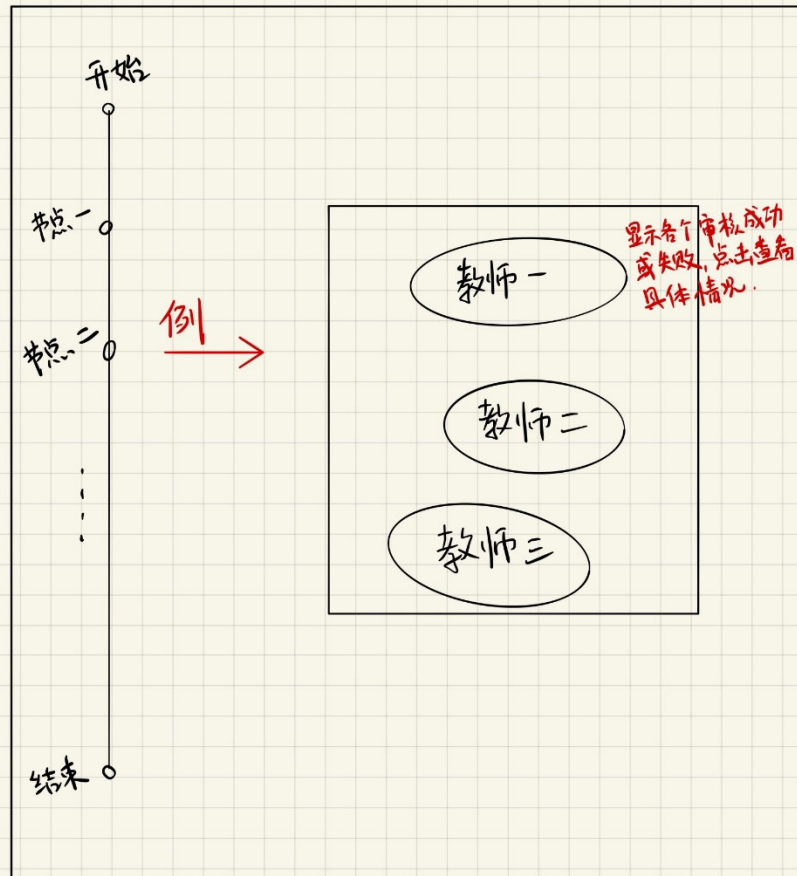 开始
节点一
节点二
例
结束
教师一
教师二
教师三
显示各个审核成功
或失败,点击查看
具体情况.